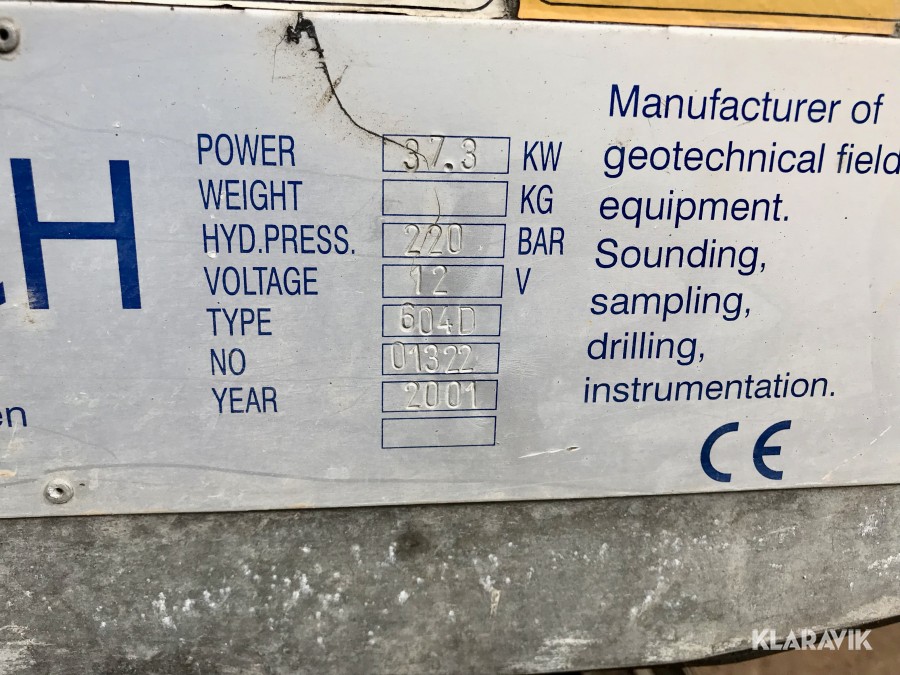 CH
POWER 37.3 KW
WEIGHT KG
HYD.PRESS. 220 BAR
VOLTAGE 12 V
TYPE 604D
NO 01322
YEAR 2001
en
Manufacturer of
geotechnical field
equipment.
Sounding,
sampling,
drilling,
instrumentation.
CE
KLARAVIK